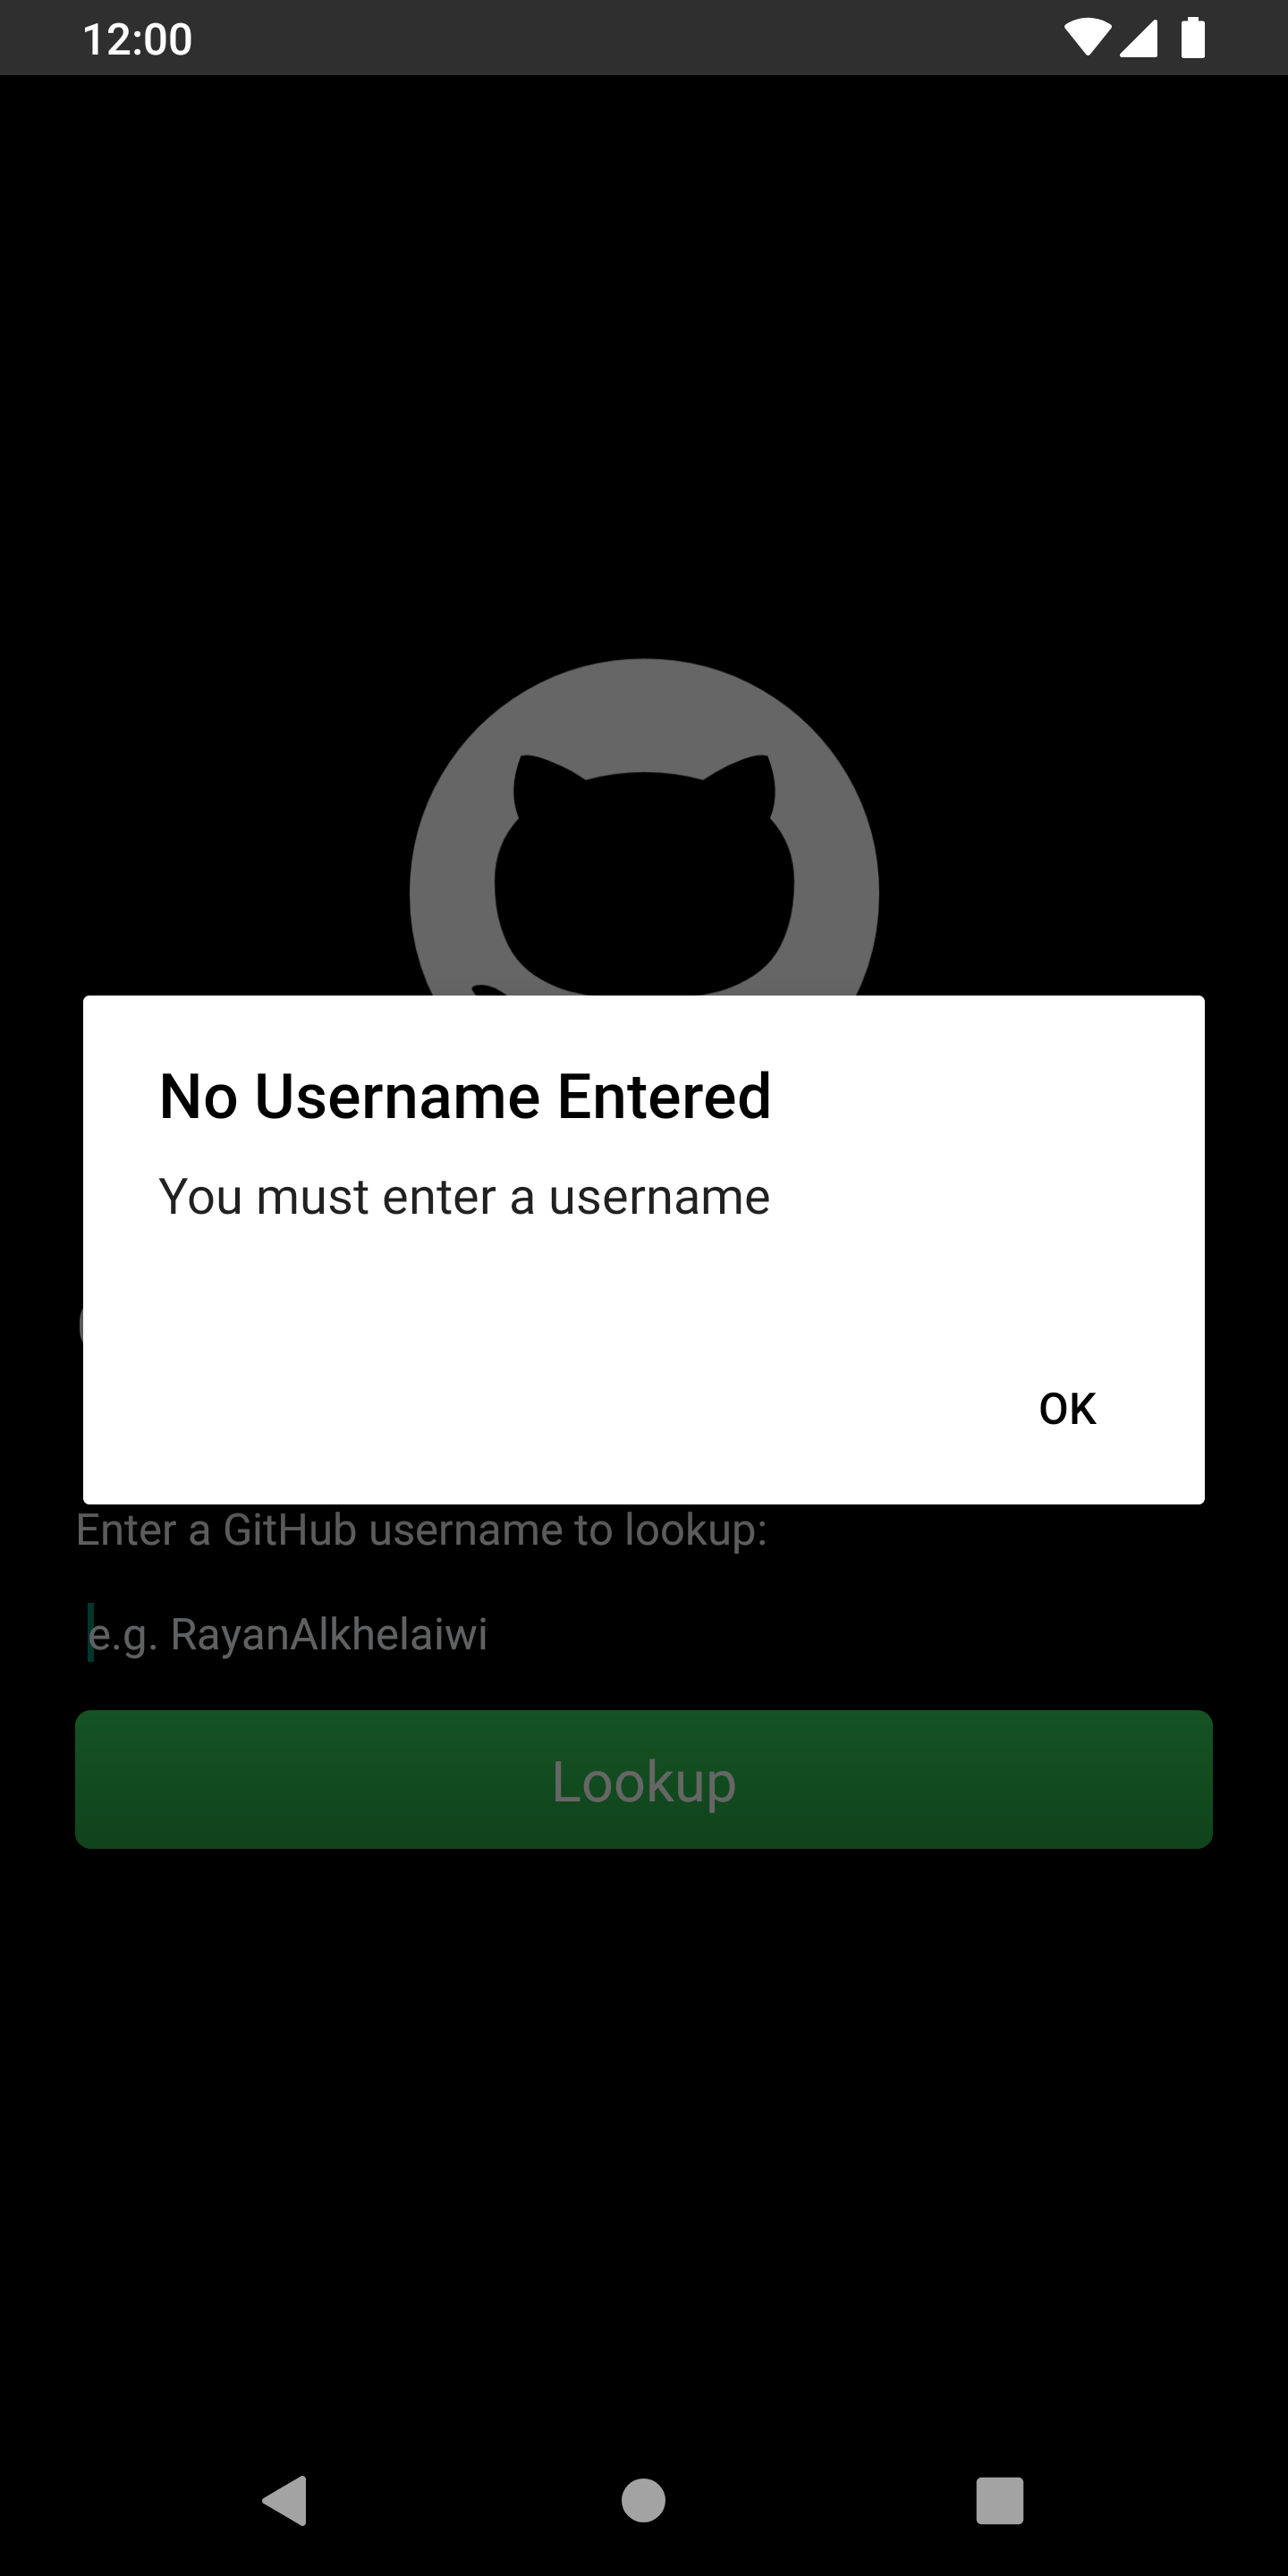 12:00
No Username Entered
You must enter a username
OK
Enter a GitHub username to lookup:
e.g. RayanAlkhelaiwi
Lookup